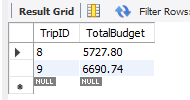 Result Grid Filter Rows:
TripID TotalBudget
8 5727.80
9 6690.74
NULL NULL